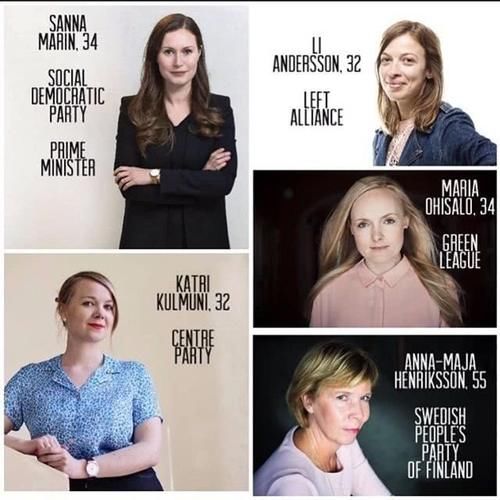 SANNA
MARIN, 34
SOCIAL
DEMOCRATIC
PARTY
PRIME
MINISTER
LI
ANDERSSON, 32
LEFT
ALLIANCE
MARIA
OHISALO, 34
GREEN
LEAGUE
KATRI
KULMUNI, 32
CENTRE
PARTY
ANNA-MAJA
HENRIKSSON, 55
SWEDISH
PEOPLE'S
PARTY
OF FINLAND